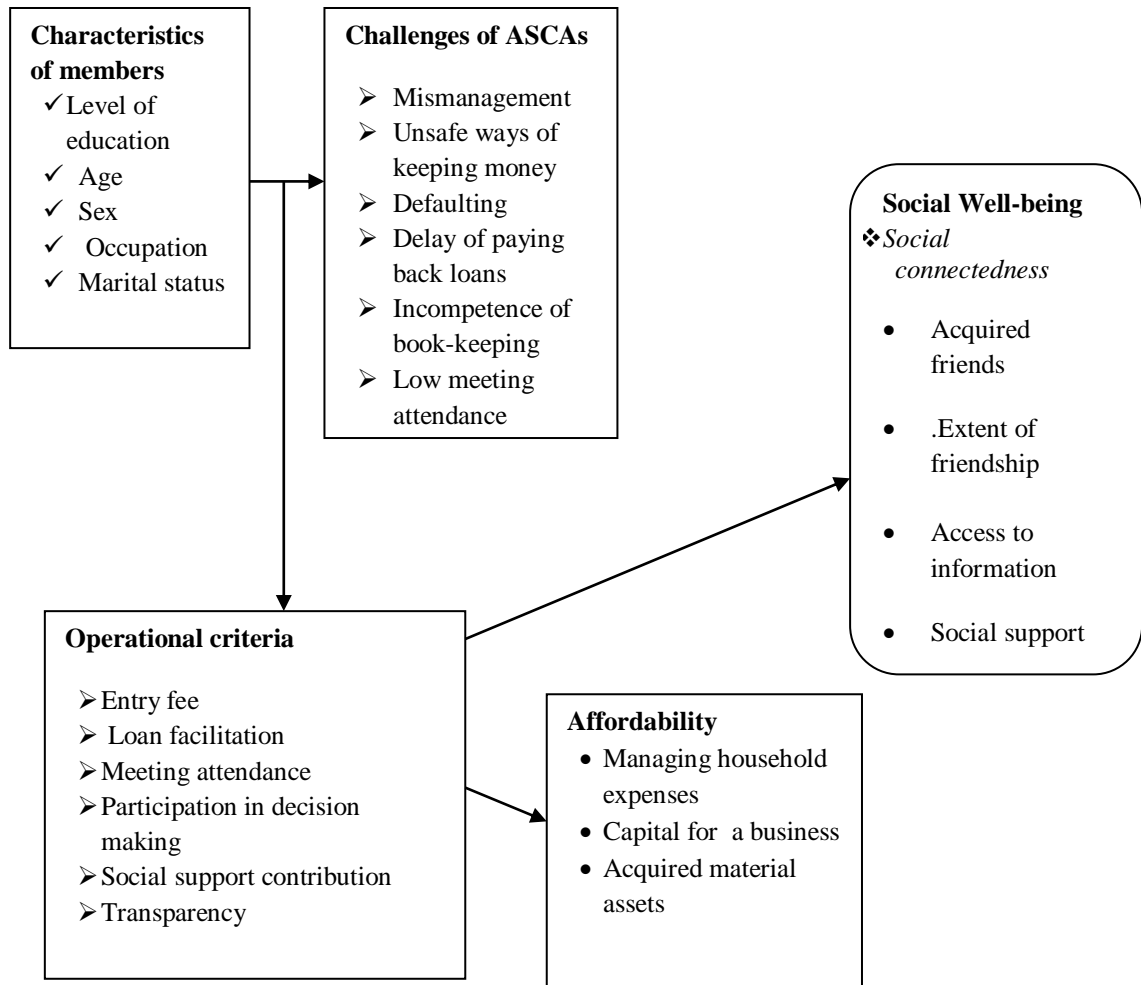 Characteristics
of members
✓ Level of
education
✓ Age
✓ Sex
✓ Occupation
✓ Marital status
Challenges of ASCAs
➢ Mismanagement
➢ Unsafe ways of
keeping money
➢ Defaulting
➢ Delay of paying
back loans
➢ Incompetence of
book-keeping
➢ Low meeting
attendance
Social Well-being
❖ Social
connectedness
• Acquired
friends
• .Extent of
friendship
• Access to
information
• Social support
Operational criteria
➢ Entry fee
➢ Loan facilitation
➢ Meeting attendance
➢ Participation in decision
making
➢ Social support contribution
➢ Transparency
Affordability
• Managing household
expenses
• Capital for a business
• Acquired material
assets